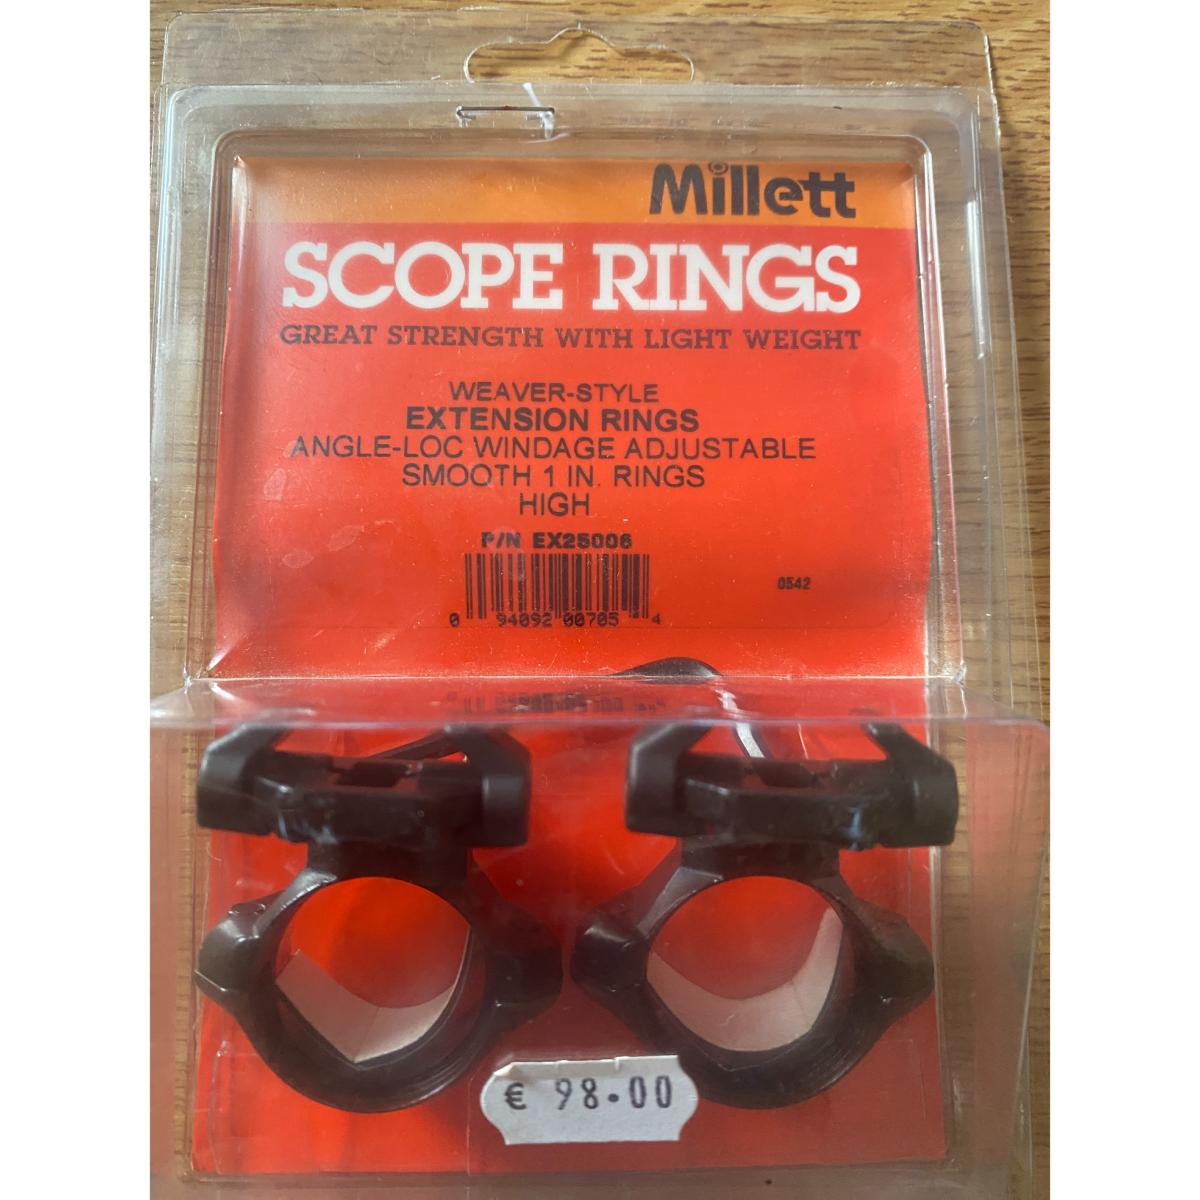 Millett
SCOPE RINGS
GREAT STRENGTH WITH LIGHT WEIGHT
WEAVER-STYLE
EXTENSION RINGS
ANGLE-LOC WINDAGE ADJUSTABLE
SMOOTH 1 IN. RINGS
HIGH
P/N EX25006
0542
0 94092 00705 4
€ 98.00